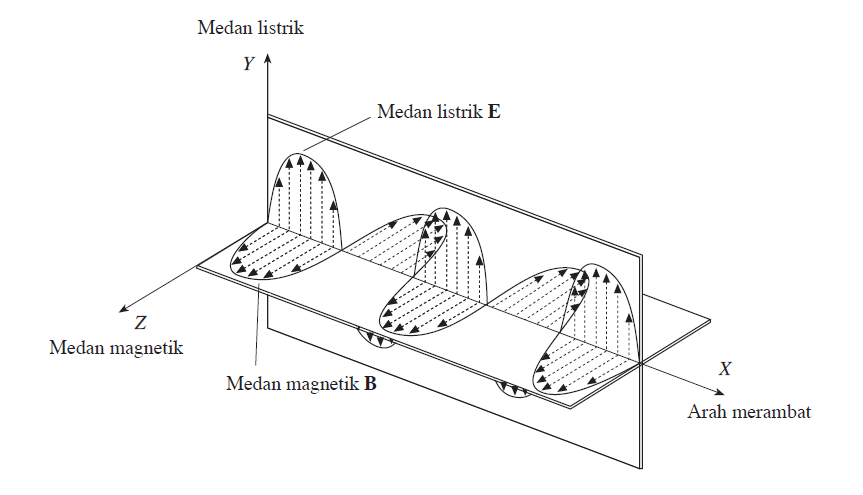 Medan listrik
Y
Medan listrik E
Z
Medan magnetik
Medan magnetik B
X
Arah merambat